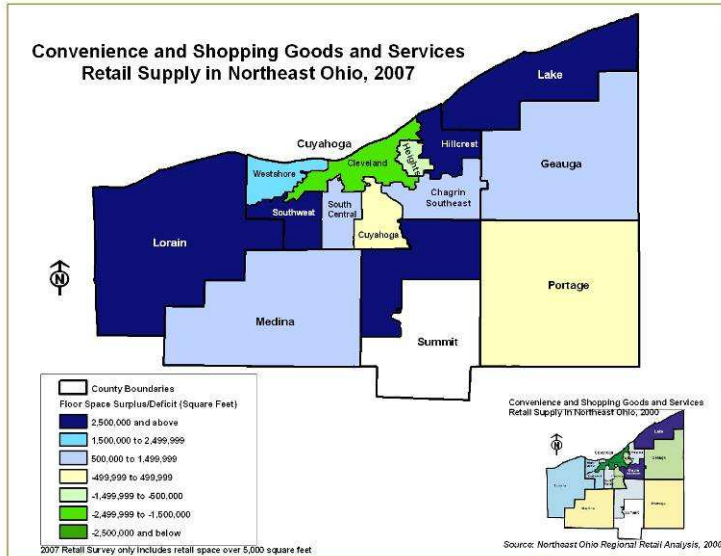 Convenience and Shopping Goods and Services
Retail Supply in Northeast Ohio, 2007
Lake
Cuyahoga
Hillcrest
Heights
Cleveland
Geauga
Westshore
Chagrin
Southeast
South
Central
Southwest
Cuyahoga
Lorain
N
Portage
Medina
Summit
County Boundaries
Floor Space Surplus/Deficit (Square Feet)
2,500,000 and above
1,500,000 to 2,499,999
500,000 to 1,499,999
-499,999 to 499,999
-1,499,999 to -500,000
-2,499,999 to -1,500,000
-2,500,000 and below
2007 Retail Survey only includes retail space over 5,000 square feet
Convenience and Shopping Goods and Services
Retail Supply in Northeast Ohio, 2000
N
Lake
Source: Northeast Ohio Regional Retail Analysis, 2000